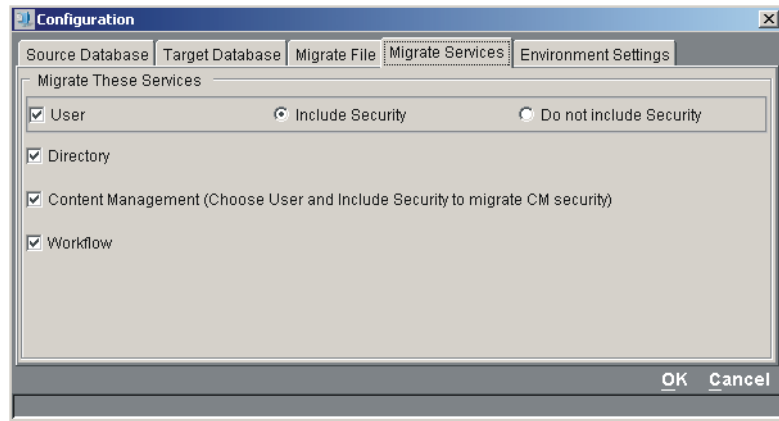 Configuration
Source Database Target Database Migrate File Migrate Services Environment Settings
Migrate These Services
User Include Security Do not include Security
Directory
Content Management (Choose User and Include Security to migrate CM security)
Workflow
OK Cancel